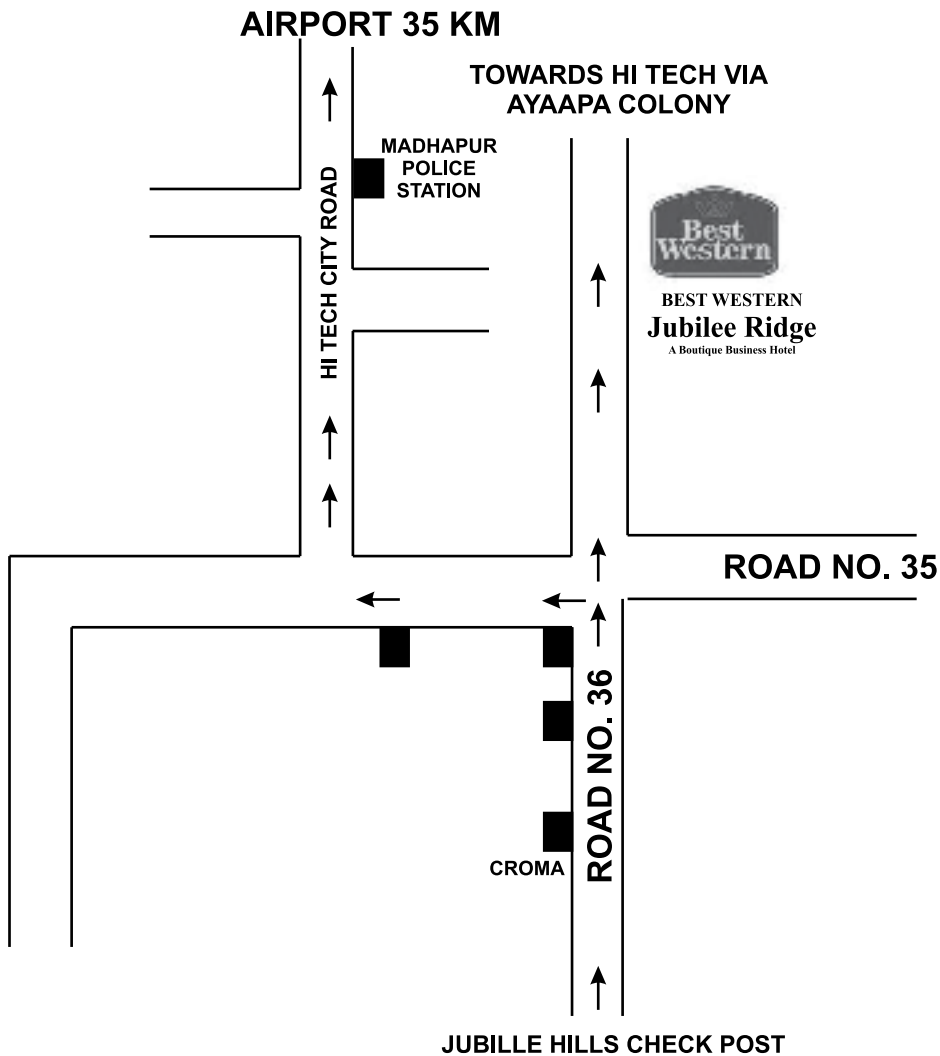 AIRPORT 35 KM
TOWARDS HI TECH VIA
AYAAPA COLONY
MADHAPUR
POLICE
STATION
HI TECH CITY ROAD
Best
Western
BEST WESTERN
Jubilee Ridge
A Boutique Business Hotel
ROAD NO. 35
ROAD NO. 36
CROMA
JUBILLE HILLS CHECK POST